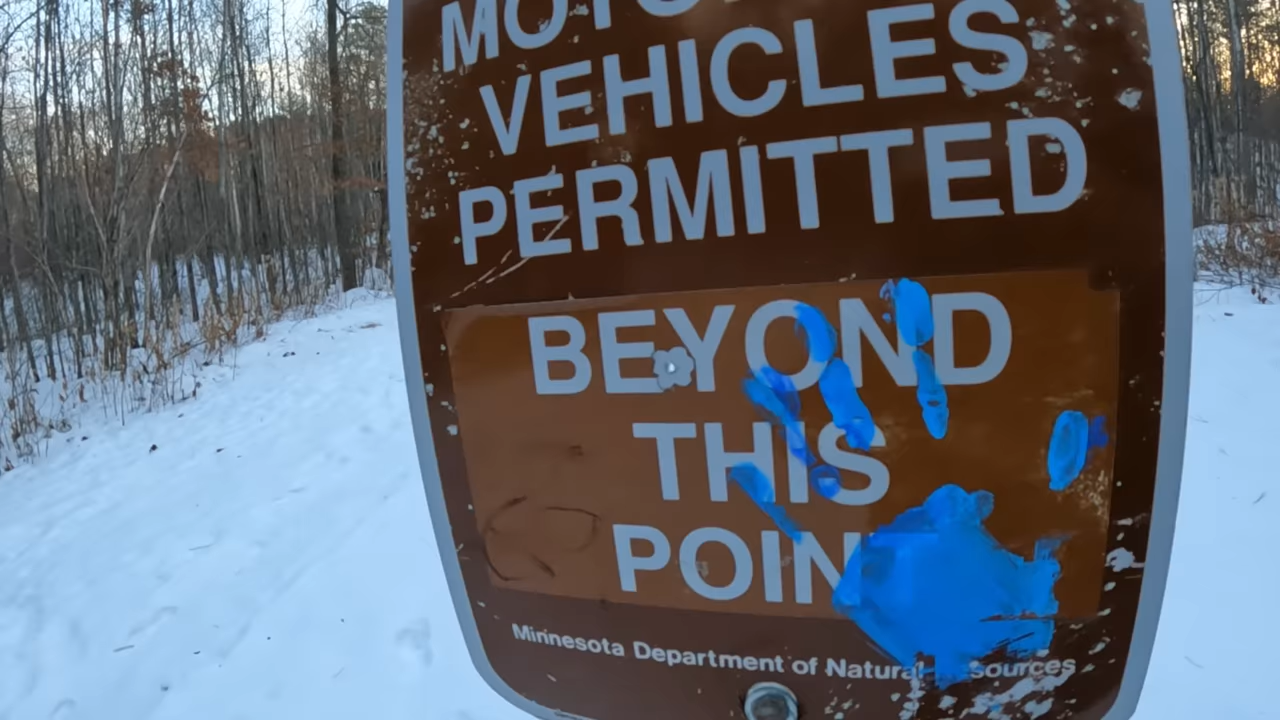 VEHICLES
PERMITTED
BEYOND
THIS
POIN
Minnesota Department of Natural